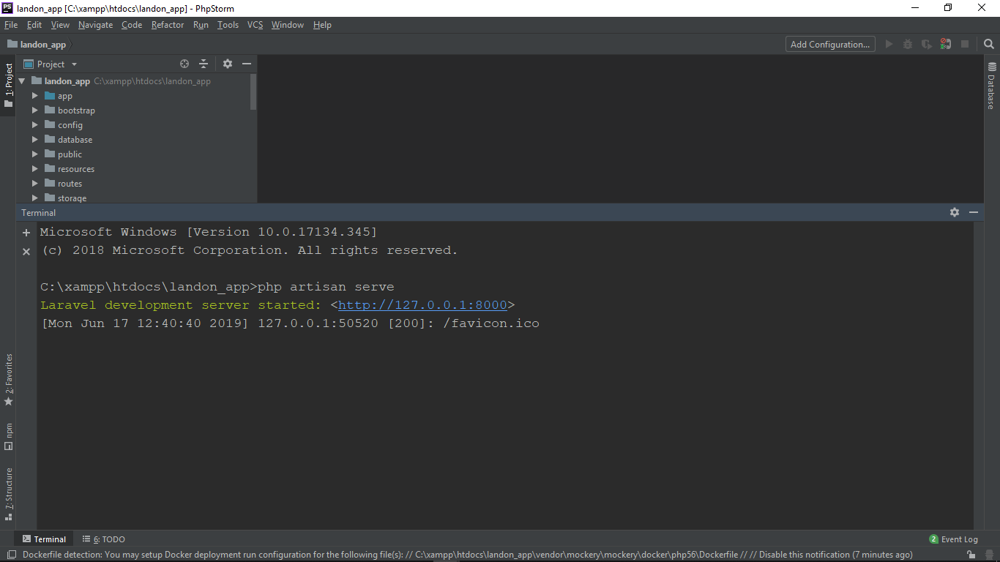 landon_app [C:\xampp\htdocs\landon_app] - PhpStorm
File Edit View Navigate Code Refactor Run Tools VCS Window Help
landon_app
Add Configuration...
Project
landon_app C:\xampp\htdocs\landon_app
app
bootstrap
config
database
public
resources
routes
storage
1: Project
Database
Terminal
Microsoft Windows [Version 10.0.17134.345]
(c) 2018 Microsoft Corporation. All rights reserved.
C:\xampp\htdocs\landon_app>php artisan serve
Laravel development server started: <http://127.0.0.1:8000>
[Mon Jun 17 12:40:40 2019] 127.0.0.1:50520 [200]: /favicon.ico
2: Favorites
npm
7: Structure
Terminal 6: TODO
2 Event Log
Dockerfile detection: You may setup Docker deployment run configuration for the following file(s): // C:\xampp\htdocs\landon_app\vendor\mockery\mockery\docker\php56\Dockerfile // // Disable this notification (7 minutes ago)